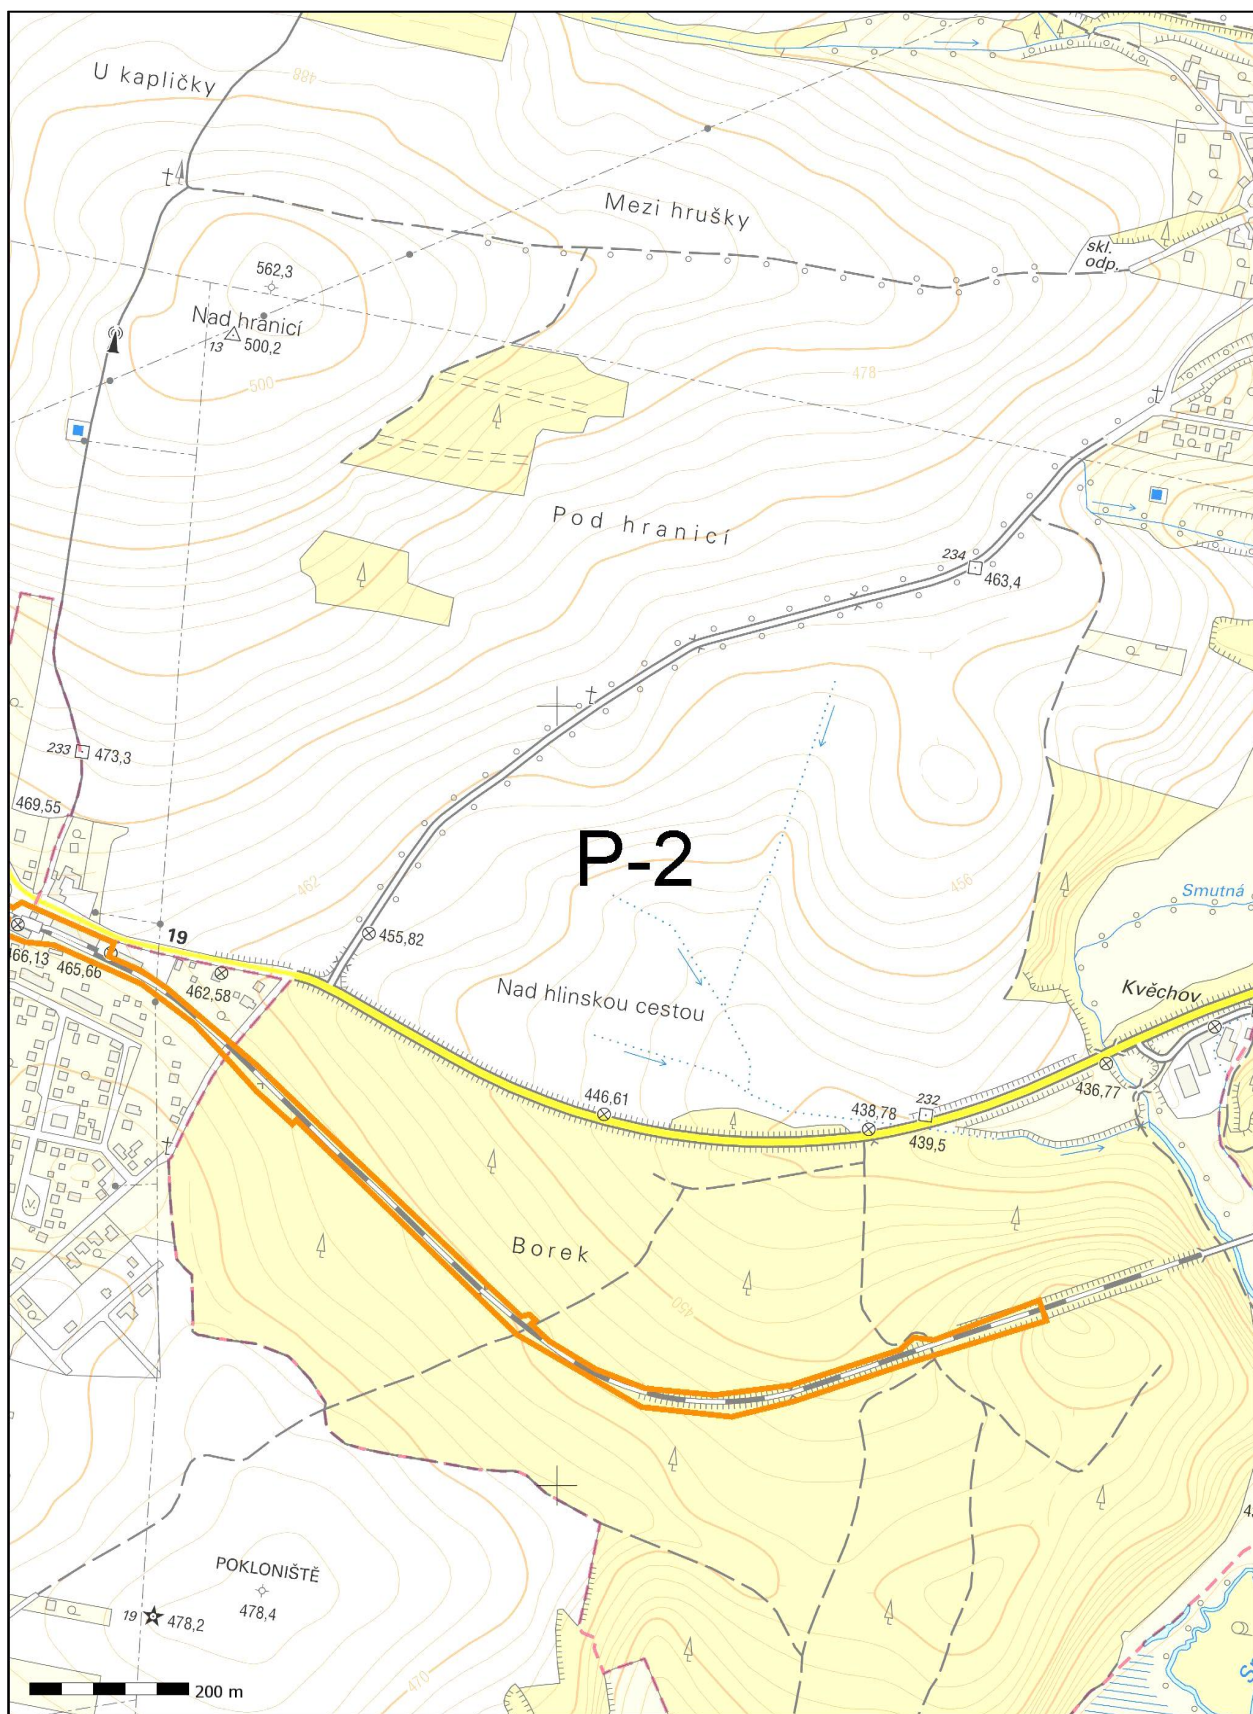 U kapličky
488
Mezi hrušky
skl.
odp.
562,3
Nad hranicí
13 500,2
500
478
Pod hranicí
234
463,4
233 473,3
469,55
P-2
462
456
Smutná
19
455,82
466,13
465,66
462,58
Nad hlinskou cestou
Kvěchov
446,61
438,78
232
439,5
436,77
V.
Borek
450
POKLONIŠTĚ
478,4
19 478,2
470
200 m